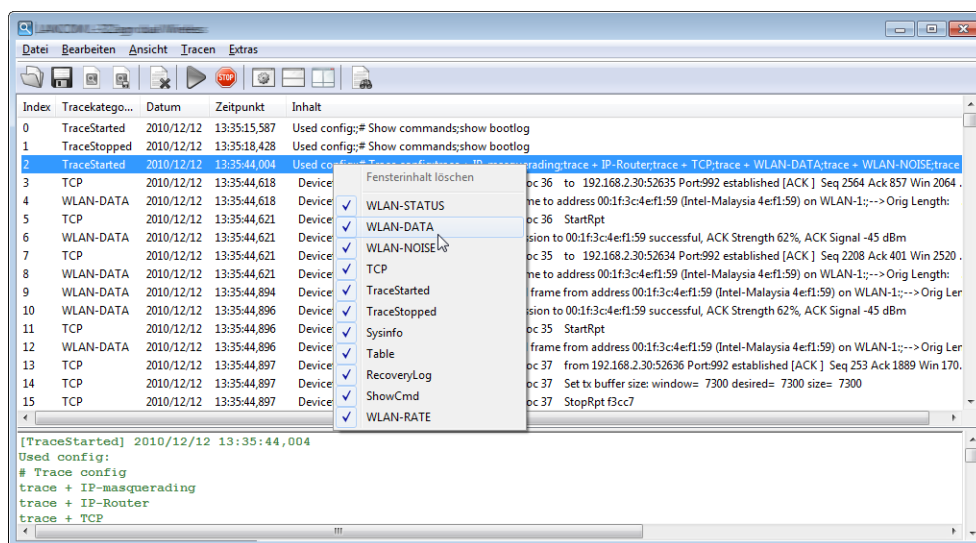 Datei Bearbeiten Ansicht Tracen Extras
STOP
Index Tracekatego... Datum Zeitpunkt Inhalt
0 TraceStarted 2010/12/12 13:35:15,587 Used config:;# Show commands;show bootlog
1 TraceStopped 2010/12/12 13:35:18,428 Used config:;# Show commands;show bootlog
2 TraceStarted 2010/12/12 13:35:44,004 Used config:;# Trace config;trace + IP-masquerading;trace + IP-Router;trace + TCP;trace + WLAN-DATA;trace + WLAN-NOISE;trace
3 TCP 2010/12/12 13:35:44,618 Device oc 36 to 192.168.2.30:52635 Port:992 established [ACK ] Seq 2564 Ack 857 Win 2064 .
4 WLAN-DATA 2010/12/12 13:35:44,618 Device me to address 00:1f:3c:4e:f1:59 (Intel-Malaysia 4e:f1:59) on WLAN-1:;-->Orig Length:
5 TCP 2010/12/12 13:35:44,621 Device oc 36 StartRpt
6 WLAN-DATA 2010/12/12 13:35:44,621 Device ssion to 00:1f:3c:4e:f1:59 successful, ACK Strength 62%, ACK Signal -45 dBm
7 TCP 2010/12/12 13:35:44,621 Device oc 35 to 192.168.2.30:52634 Port:992 established [ACK ] Seq 2208 Ack 401 Win 2520 .
8 WLAN-DATA 2010/12/12 13:35:44,621 Device me to address 00:1f:3c:4e:f1:59 (Intel-Malaysia 4e:f1:59) on WLAN-1:;-->Orig Length:
9 WLAN-DATA 2010/12/12 13:35:44,894 Device frame from address 00:1f:3c:4e:f1:59 (Intel-Malaysia 4e:f1:59) on WLAN-1:;-->Orig Len
10 WLAN-DATA 2010/12/12 13:35:44,896 Device ssion to 00:1f:3c:4e:f1:59 successful, ACK Strength 62%, ACK Signal -45 dBm
11 TCP 2010/12/12 13:35:44,896 Device oc 35 StartRpt
12 WLAN-DATA 2010/12/12 13:35:44,896 Device frame from address 00:1f:3c:4e:f1:59 (Intel-Malaysia 4e:f1:59) on WLAN-1:;-->Orig Len
13 TCP 2010/12/12 13:35:44,897 Device oc 37 from 192.168.2.30:52636 Port:992 established [ACK ] Seq 253 Ack 1889 Win 170.
14 TCP 2010/12/12 13:35:44,897 Device oc 37 Set tx buffer size: window= 7300 desired= 7300 size= 7300
15 TCP 2010/12/12 13:35:44,897 Device oc 37 StopRpt f3cc7
Fensterinhalt löschen
WLAN-STATUS
WLAN-DATA
WLAN-NOISE
TCP
TraceStarted
TraceStopped
Sysinfo
Table
RecoveryLog
ShowCmd
WLAN-RATE
[TraceStarted] 2010/12/12 13:35:44,004
Used config:
# Trace config
trace + IP-masquerading
trace + IP-Router
trace + TCP